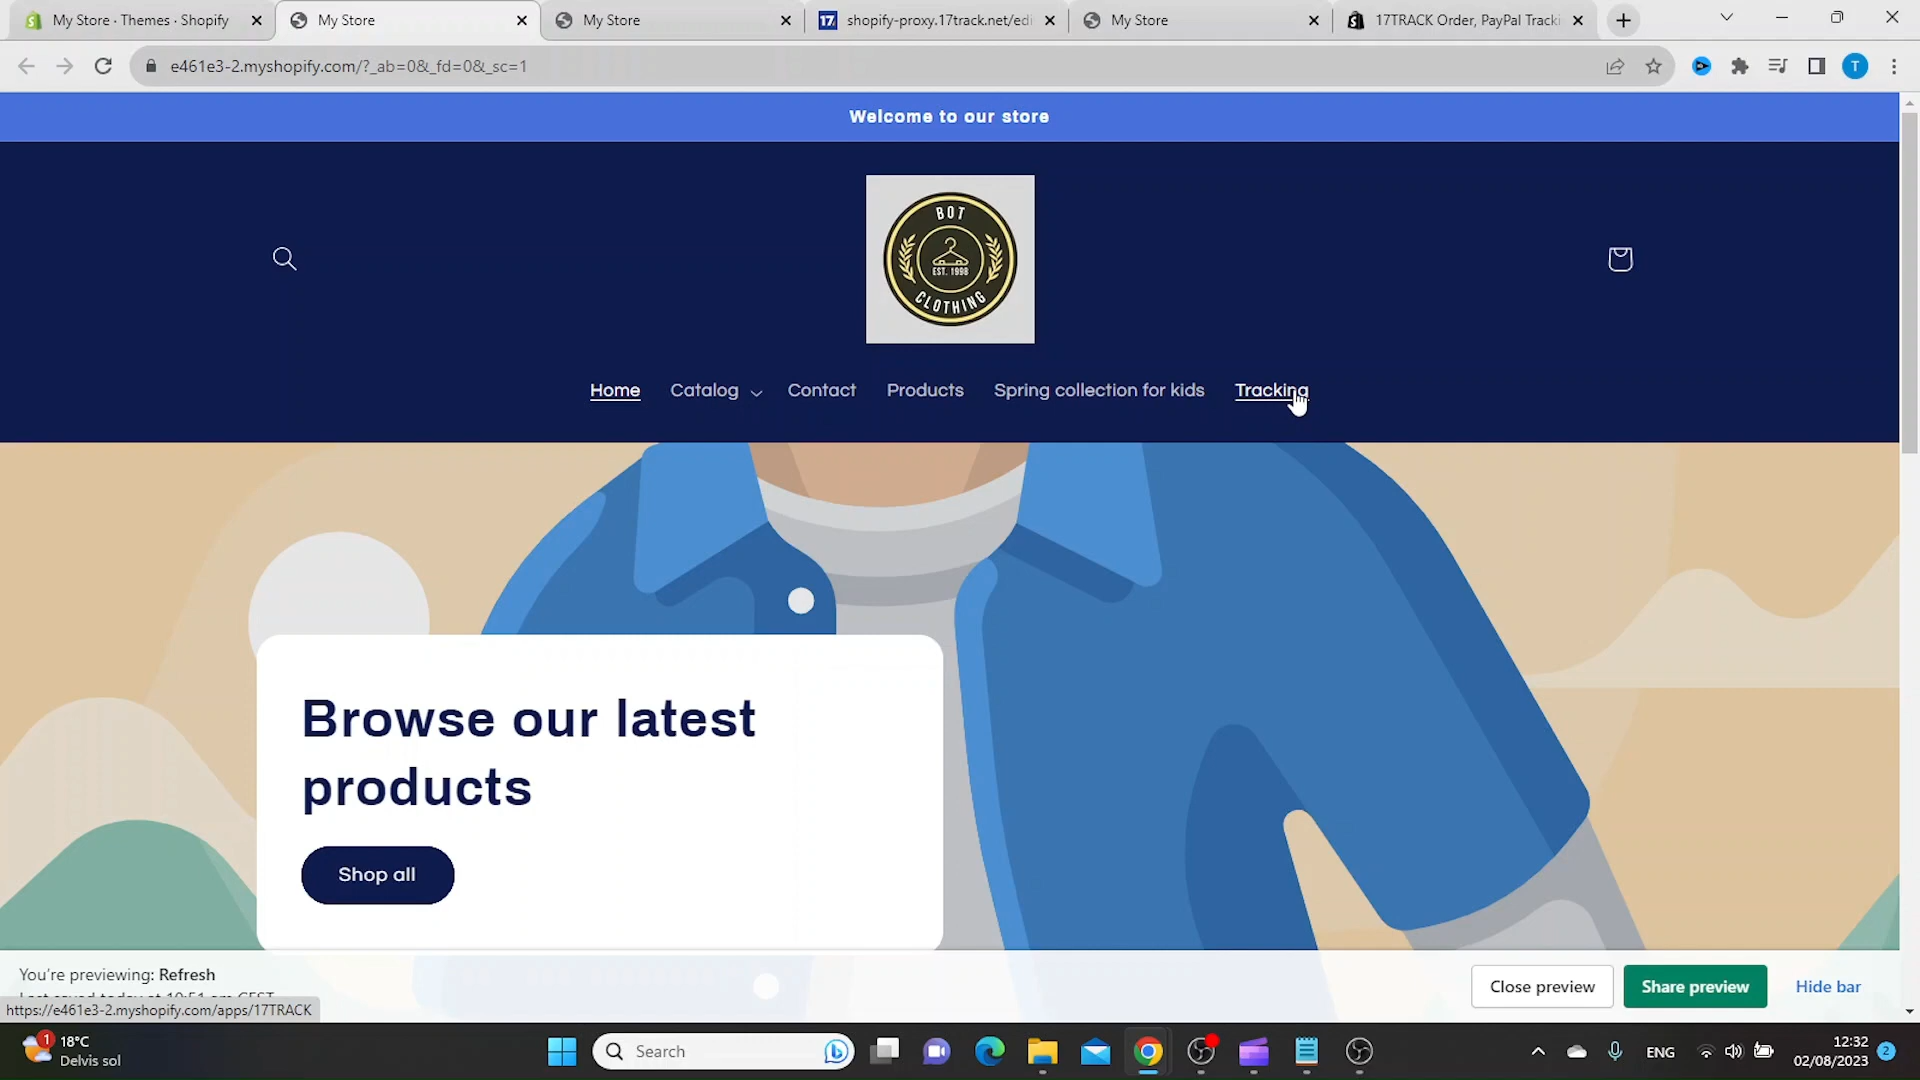 My Store · Themes · Shopify
My Store
My Store
17 shopify-proxy.17track.net/edi
My Store
17TRACK Order, PayPal Tracki
e461e3-2.myshopify.com/?_ab=0&_fd=0&_sc=1
T
Welcome to our store
BOT
EST. 1998
CLOTHING
Home
Catalog
Contact
Products
Spring collection for kids
Tracking
Browse our latest
products
Shop all
You're previewing: Refresh
Last saved today at 10:51 am CEST
Close preview
Share preview
Hide bar
https://e461e3-2.myshopify.com/apps/17TRACK
1
18°C
Delvis sol
Search
ENG
12:32
02/08/2023
2